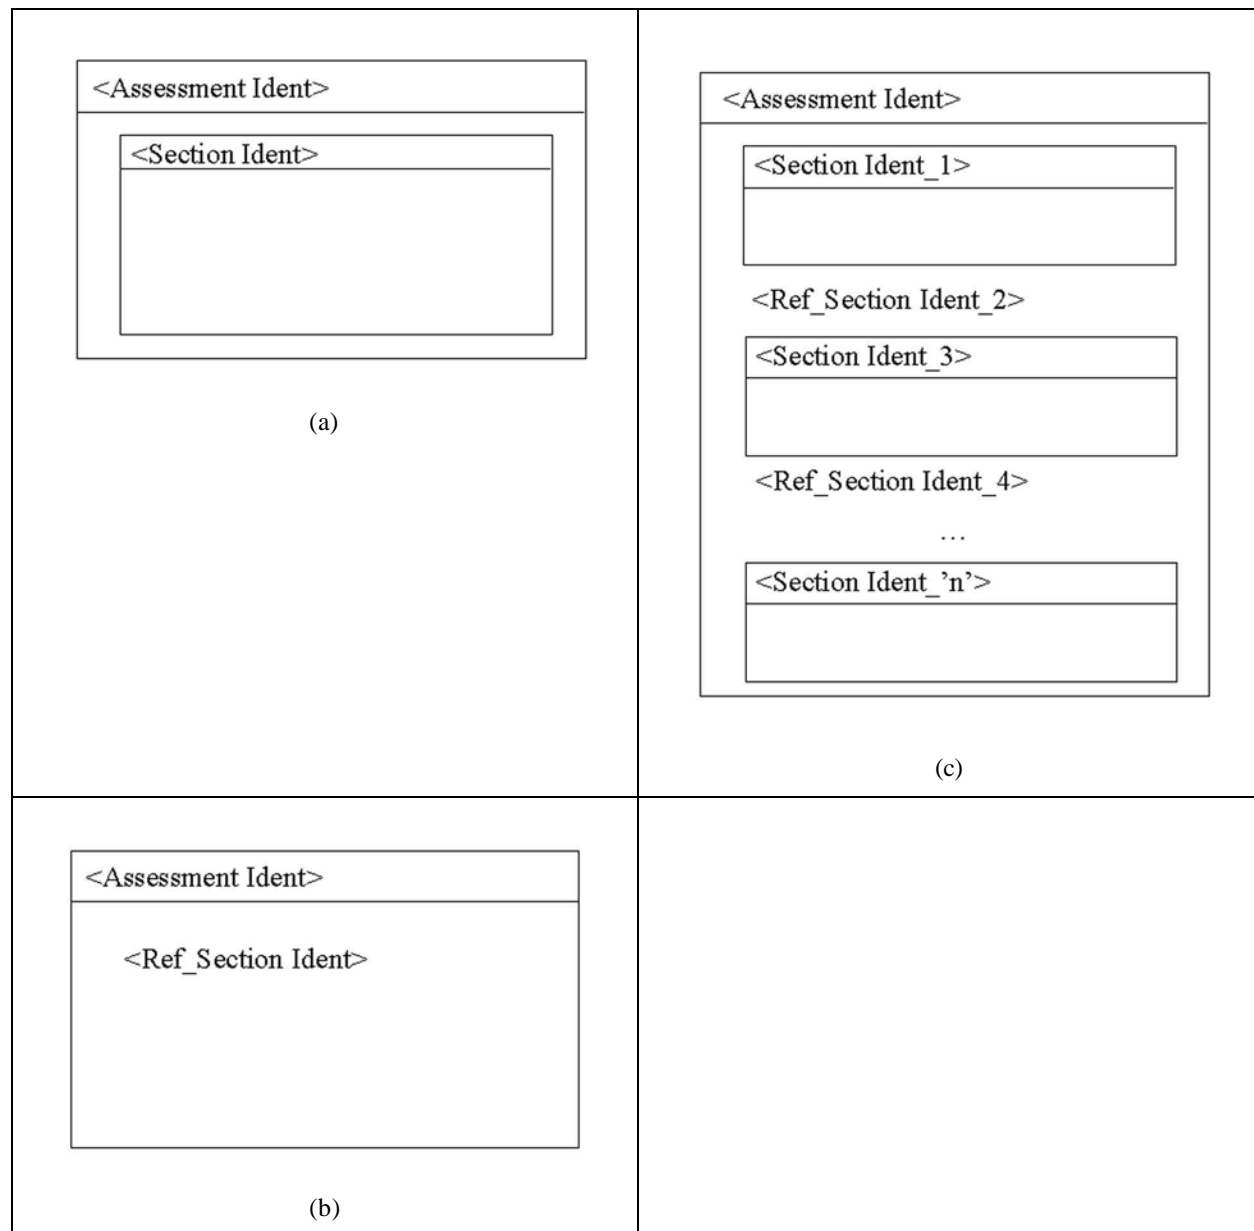 <Assessment Ident>
<Section Ident>
(a)
<Assessment Ident>
<Section Ident_1>
<Ref_Section Ident_2>
<Section Ident_3>
<Ref_Section Ident_4>
…
<Section Ident_’n’>
(c)
<Assessment Ident>
<Ref_Section Ident>
(b)